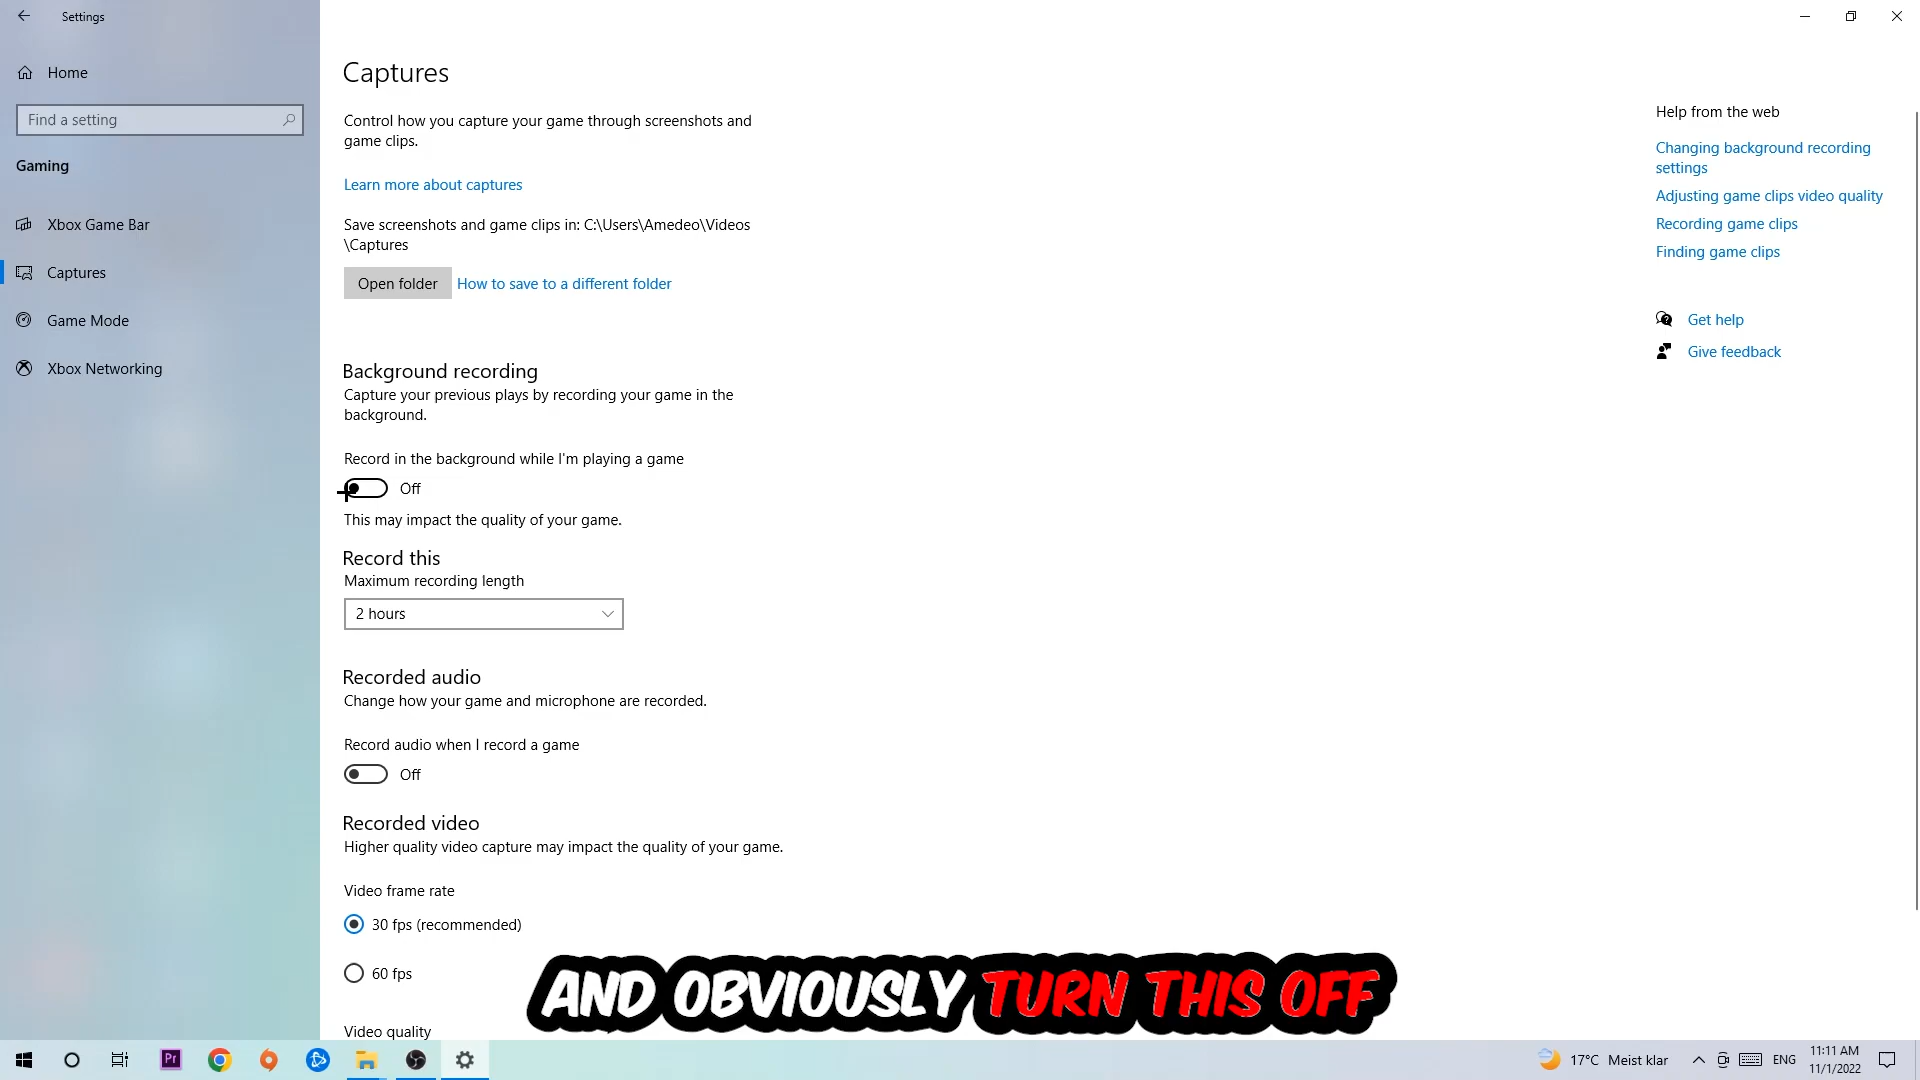 Settings
Home
Find a setting
Gaming
Xbox Game Bar
Captures
Game Mode
Xbox Networking
Captures
Control how you capture your game through screenshots and
game clips.
Learn more about captures
Save screenshots and game clips in: C:\Users\Amedeo\Videos
\Captures
Open folder
How to save to a different folder
Background recording
Capture your previous plays by recording your game in the
background.
Record in the background while I'm playing a game
Off
This may impact the quality of your game.
Record this
Maximum recording length
2 hours
Recorded audio
Change how your game and microphone are recorded.
Record audio when I record a game
Off
Recorded video
Higher quality video capture may impact the quality of your game.
Video frame rate
30 fps (recommended)
60 fps
Video quality
Help from the web
Changing background recording
settings
Adjusting game clips video quality
Recording game clips
Finding game clips
Get help
Give feedback
AND OBVIOUSLY TURN THIS OFF
Pr
17°C Meist klar
ENG
11:11 AM
11/1/2022